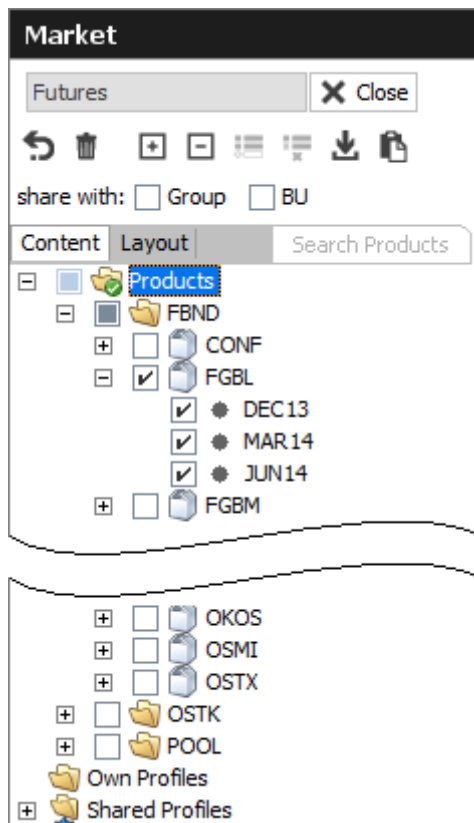 Market
Futures
Close
share with: Group BU
Content Layout Search Products
Products
FBND
CONF
FGBL
DEC13
MAR14
JUN14
FGBM
OKOS
OSMI
OSTX
OSTK
POOL
Own Profiles
Shared Profiles